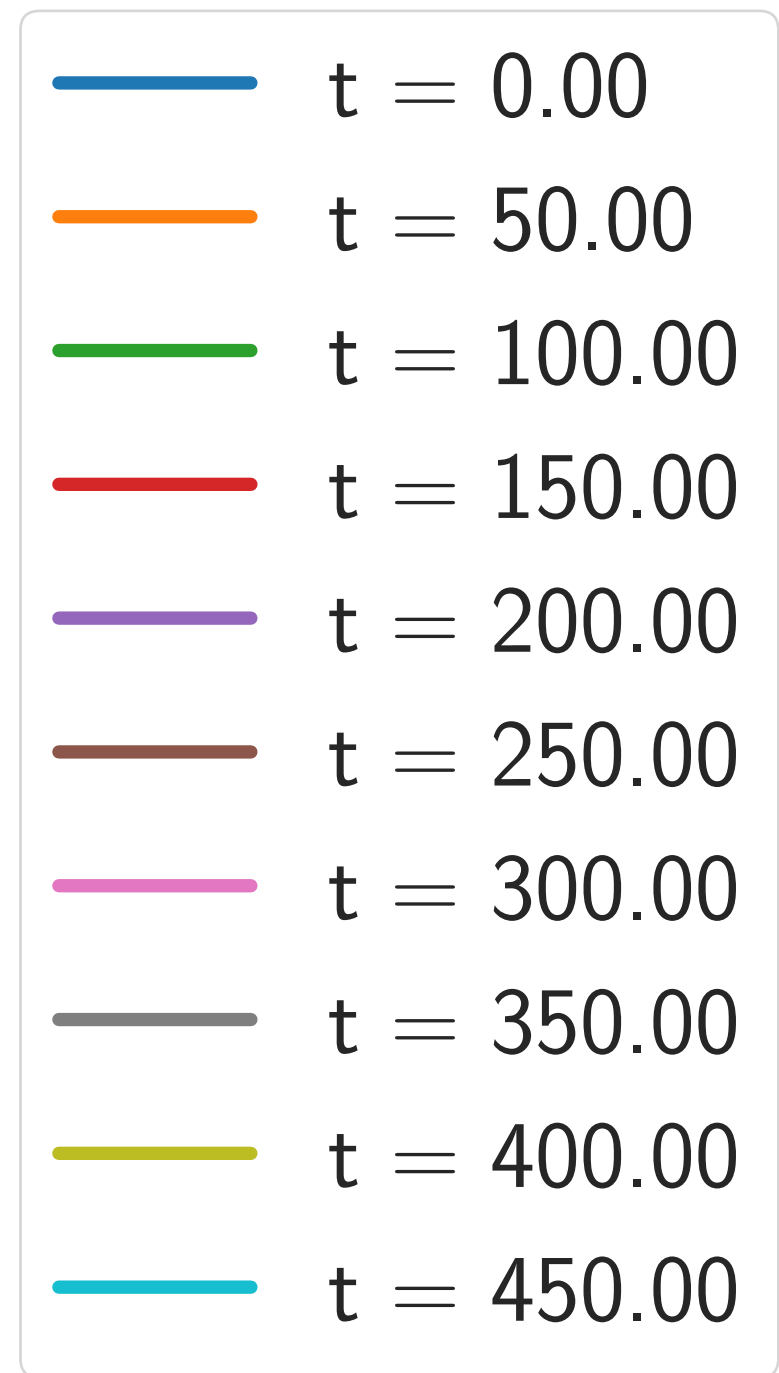 t = 0.00
t = 50.00
t = 100.00
t = 150.00
t = 200.00
t = 250.00
t = 300.00
t = 350.00
t = 400.00
t = 450.00